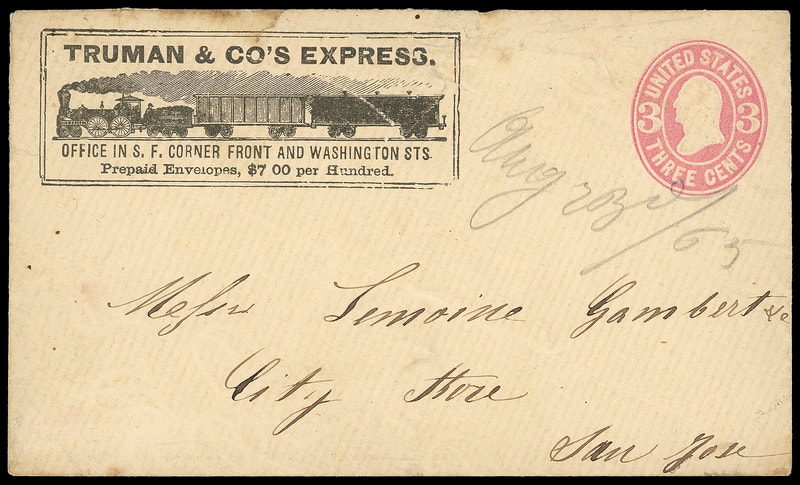 TRUMAN & CO'S EXPRESS.
OFFICE IN S. F. CORNER FRONT AND WASHINGTON STS.
Prepaid Envelopes, $7 00 per Hundred.
UNITED STATES
3 3
THREE CENTS
Aug 23d/65
Messrs Lemoine Gambert &c
City Store
San Jose